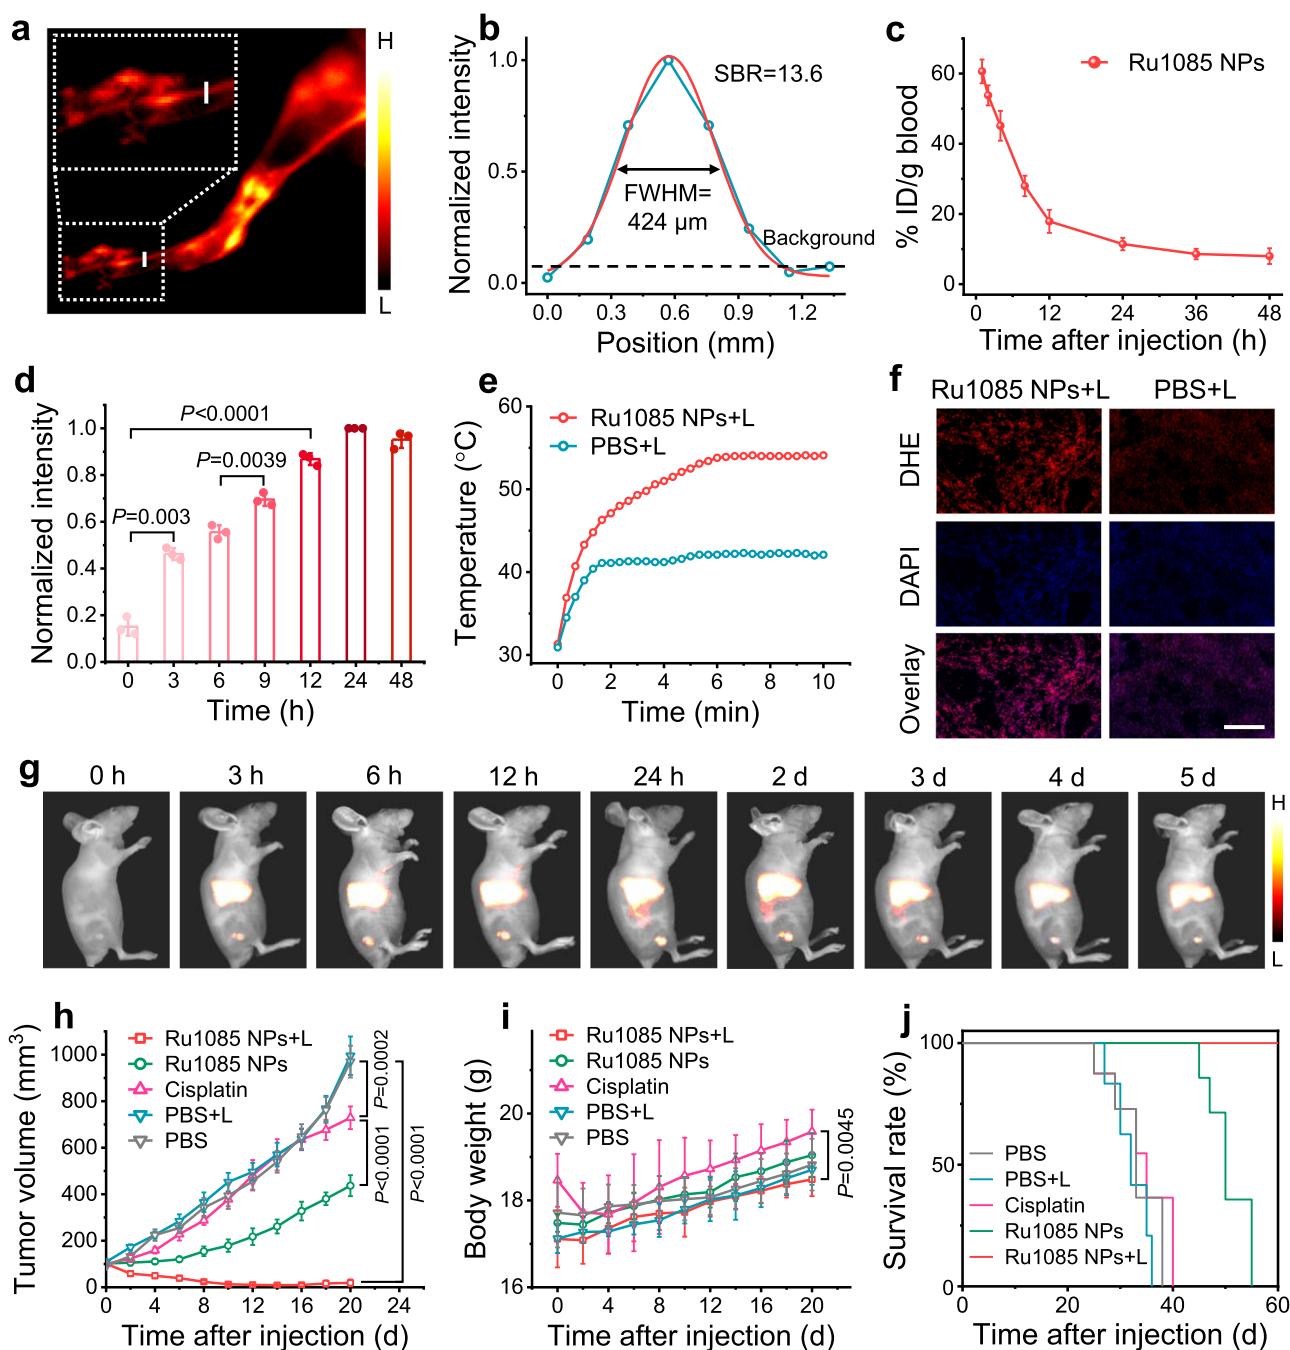 a
H
L
b
Normalized intensity
1.0
0.5
0.0
SBR=13.6
FWHM=
424 μm
Background
0.0 0.3 0.6 0.9 1.2
Position (mm)
c
% ID/g blood
60
40
20
0
Ru1085 NPs
0 12 24 36 48
Time after injection (h)
d
Normalized intensity
1.0
0.8
0.6
0.4
0.2
0.0
P<0.0001
P=0.0039
P=0.003
0 3 6 9 12 24 48
Time (h)
e
Temperature (°C)
60
50
40
30
Ru1085 NPs+L
PBS+L
0 2 4 6 8 10
Time (min)
f
Ru1085 NPs+L PBS+L
DHE
DAPI
Overlay
g
0 h 3 h 6 h 12 h 24 h 2 d 3 d 4 d 5 d
H
L
h
Tumor volume (mm³)
1000
800
600
400
200
0
Ru1085 NPs+L
Ru1085 NPs
Cisplatin
PBS+L
PBS
P=0.0002
P<0.0001
P<0.0001
0 4 8 12 16 20 24
Time after injection (d)
i
Body weight (g)
20
18
16
Ru1085 NPs+L
Ru1085 NPs
Cisplatin
PBS+L
PBS
P=0.0045
0 4 8 12 16 20
Time after injection (d)
j
Survival rate (%)
100
50
0
PBS
PBS+L
Cisplatin
Ru1085 NPs
Ru1085 NPs+L
0 20 40 60
Time after injection (d)